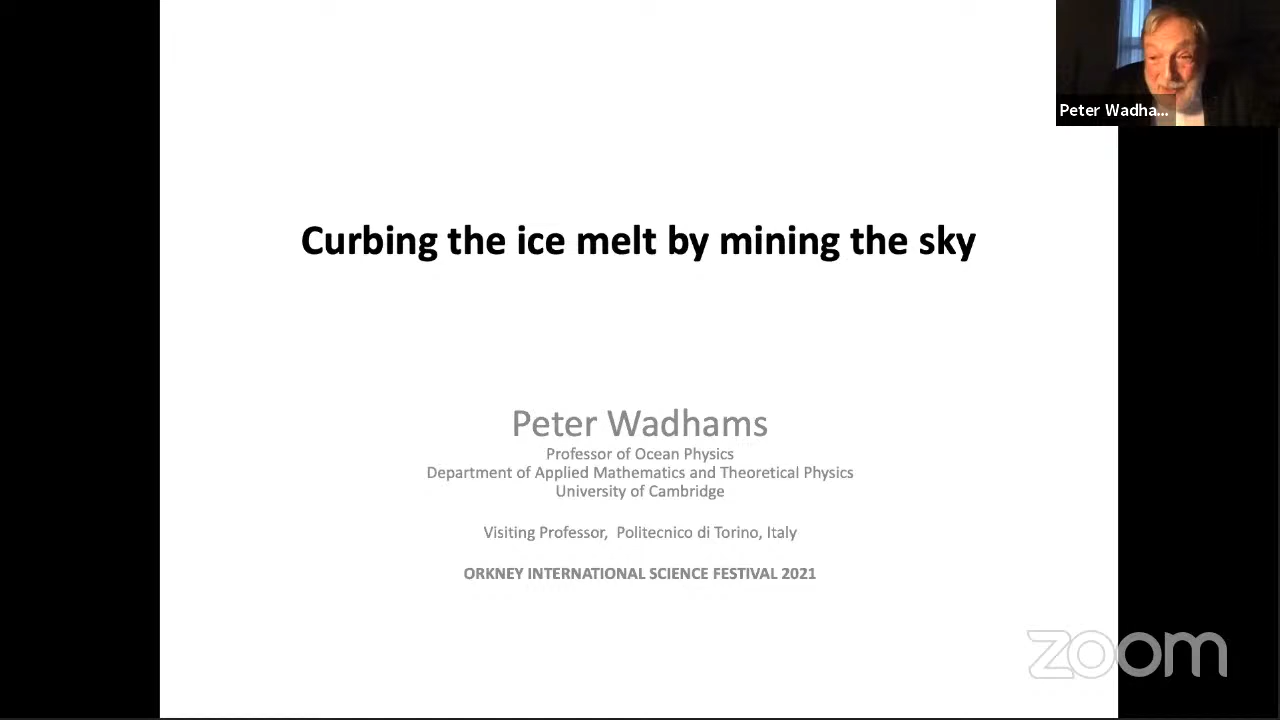 Peter Wadha...
Curbing the ice melt by mining the sky
Peter Wadhams
Professor of Ocean Physics
Department of Applied Mathematics and Theoretical Physics
University of Cambridge
Visiting Professor, Politecnico di Torino, Italy
ORKNEY INTERNATIONAL SCIENCE FESTIVAL 2021
zoom